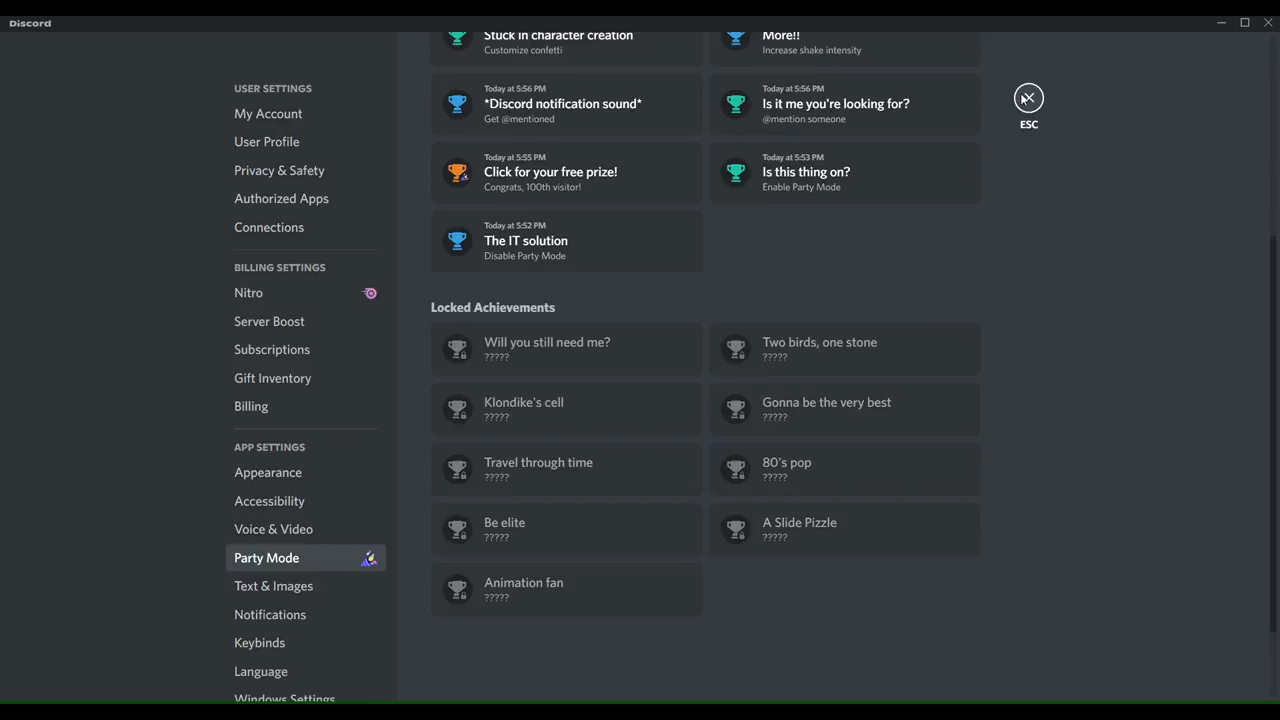 Discord
USER SETTINGS
My Account
User Profile
Privacy & Safety
Authorized Apps
Connections
BILLING SETTINGS
Nitro
Server Boost
Subscriptions
Gift Inventory
Billing
APP SETTINGS
Appearance
Accessibility
Voice & Video
Party Mode
Text & Images
Notifications
Keybinds
Language
Windows Settings
Stuck in character creation
Customize confetti
More!!
Increase shake intensity
Today at 5:56 PM
*Discord notification sound*
Get @mentioned
Today at 5:56 PM
Is it me you're looking for?
@mention someone
Today at 5:55 PM
Click for your free prize!
Congrats, 100th visitor!
Today at 5:53 PM
Is this thing on?
Enable Party Mode
Today at 5:52 PM
The IT solution
Disable Party Mode
Locked Achievements
Will you still need me?
?????
Two birds, one stone
?????
Klondike's cell
?????
Gonna be the very best
?????
Travel through time
?????
80's pop
?????
Be elite
?????
A Slide Pizzle
?????
Animation fan
?????
ESC